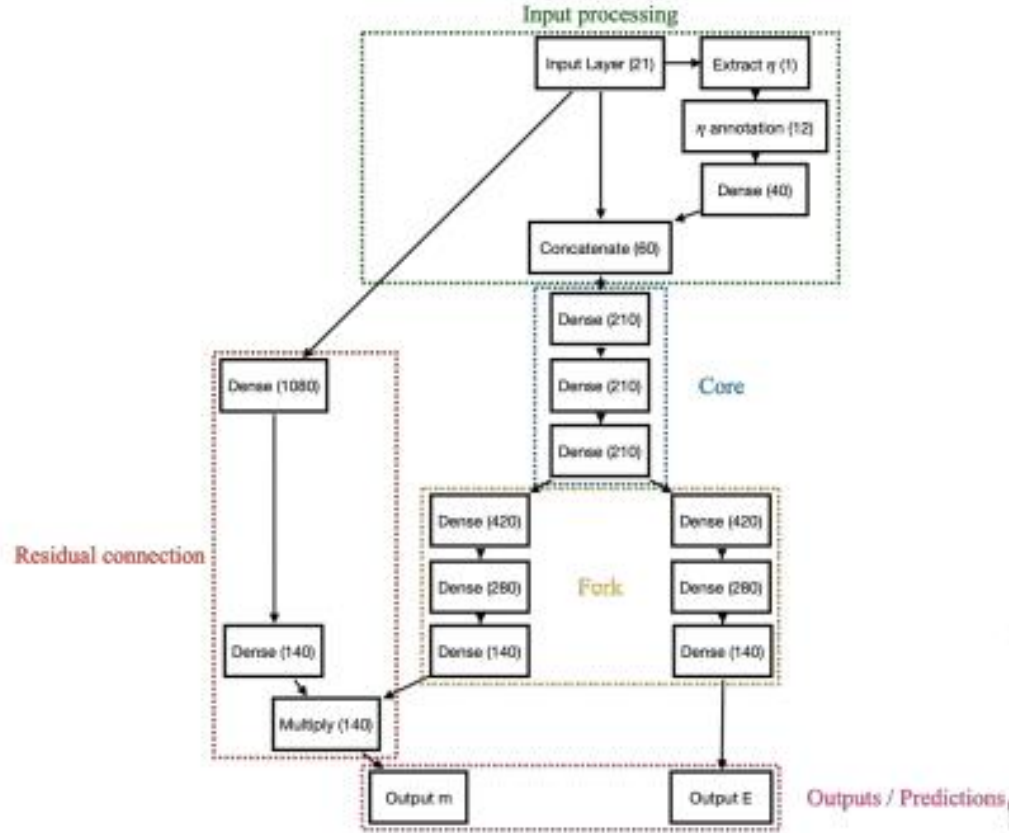 Input processing
Input Layer (21)
Extract η (1)
η annotation (12)
Dense (40)
Concatenate (60)
Dense (210)
Dense (1080)
Dense (210)
Core
Dense (210)
Dense (420)
Dense (420)
Residual connection
Dense (280)
Fork
Dense (280)
Dense (140)
Dense (140)
Dense (140)
Multiply (140)
Output m
Output E
Outputs / Predictions